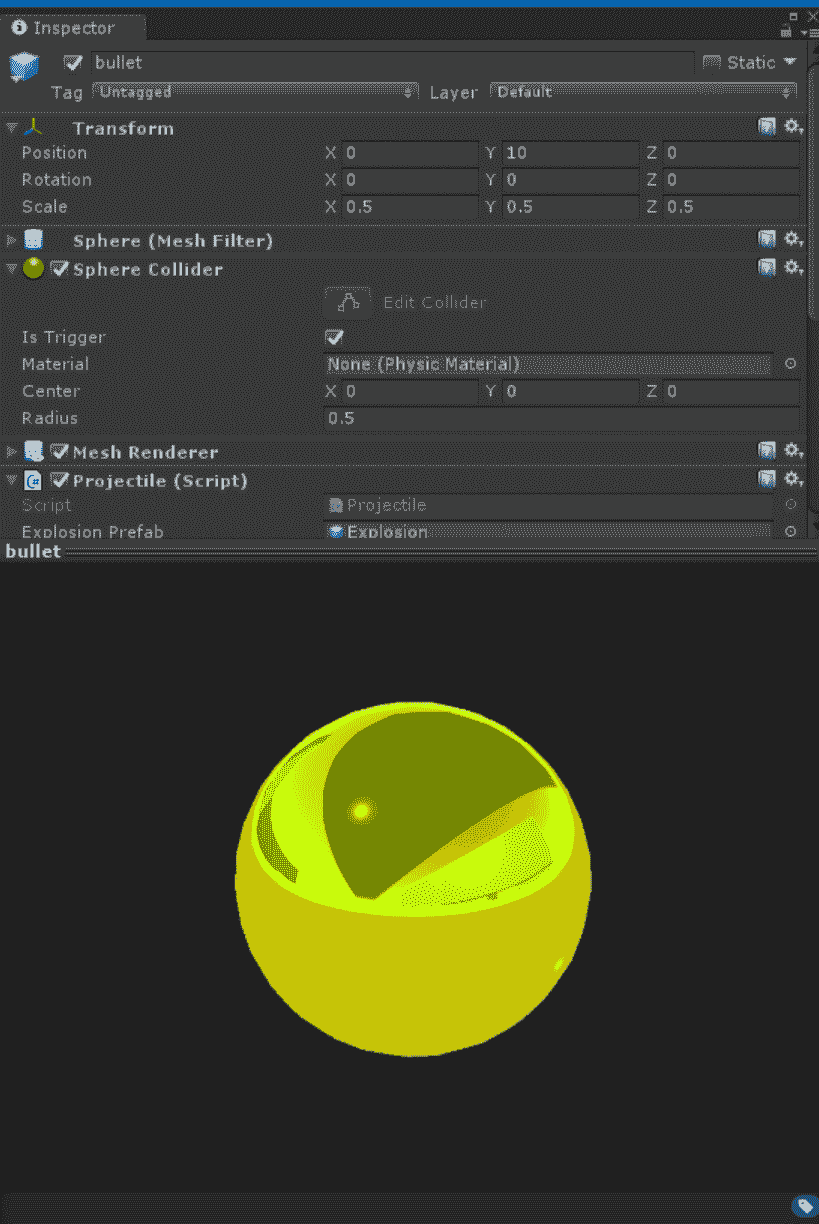 Inspector
bullet Static
Tag Untagged Layer Default
Transform
Position X 0 Y 10 Z 0
Rotation X 0 Y 0 Z 0
Scale X 0.5 Y 0.5 Z 0.5
Sphere (Mesh Filter)
Sphere Collider
Edit Collider
Is Trigger
Material None (Physic Material)
Center X 0 Y 0 Z 0
Radius 0.5
Mesh Renderer
Projectile (Script)
Script Projectile
Explosion Prefab Explosion
bullet